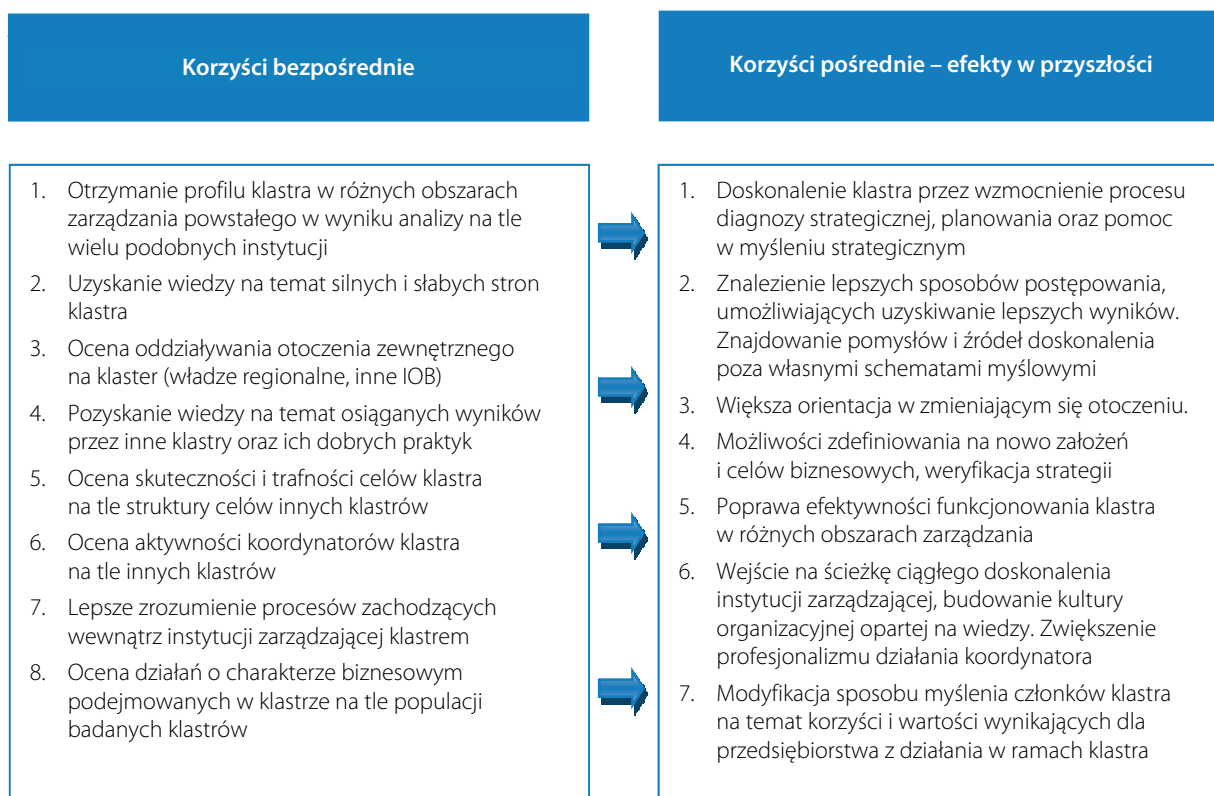 Korzyści bezpośrednie
1. Otrzymanie profilu klastra w różnych obszarach
zarządzania powstałego w wyniku analizy na tle
wielu podobnych instytucji
2. Uzyskanie wiedzy na temat silnych i słabych stron
klastra
3. Ocena oddziaływania otoczenia zewnętrznego
na klaster (władze regionalne, inne IOB)
4. Pozyskanie wiedzy na temat osiąganych wyników
przez inne klastry oraz ich dobrych praktyk
5. Ocena skuteczności i trafności celów klastra
na tle struktury celów innych klastrów
6. Ocena aktywności koordynatorów klastra
na tle innych klastrów
7. Lepsze zrozumienie procesów zachodzących
wewnątrz instytucji zarządzającej klastrem
8. Ocena działań o charakterze biznesowym
podejmowanych w klastrze na tle populacji
badanych klastrów
Korzyści pośrednie – efekty w przyszłości
1. Doskonalenie klastra przez wzmocnienie procesu
diagnozy strategicznej, planowania oraz pomoc
w myśleniu strategicznym
2. Znalezienie lepszych sposobów postępowania,
umożliwiających uzyskiwanie lepszych wyników.
Znajdowanie pomysłów i źródeł doskonalenia
poza własnymi schematami myślowymi
3. Większa orientacja w zmieniającym się otoczeniu.
4. Możliwości zdefiniowania na nowo założeń
i celów biznesowych, weryfikacja strategii
5. Poprawa efektywności funkcjonowania klastra
w różnych obszarach zarządzania
6. Wejście na ścieżkę ciągłego doskonalenia
instytucji zarządzającej, budowanie kultury
organizacyjnej opartej na wiedzy. Zwiększenie
profesjonalizmu działania koordynatora
7. Modyfikacja sposobu myślenia członków klastra
na temat korzyści i wartości wynikających dla
przedsiębiorstwa z działania w ramach klastra